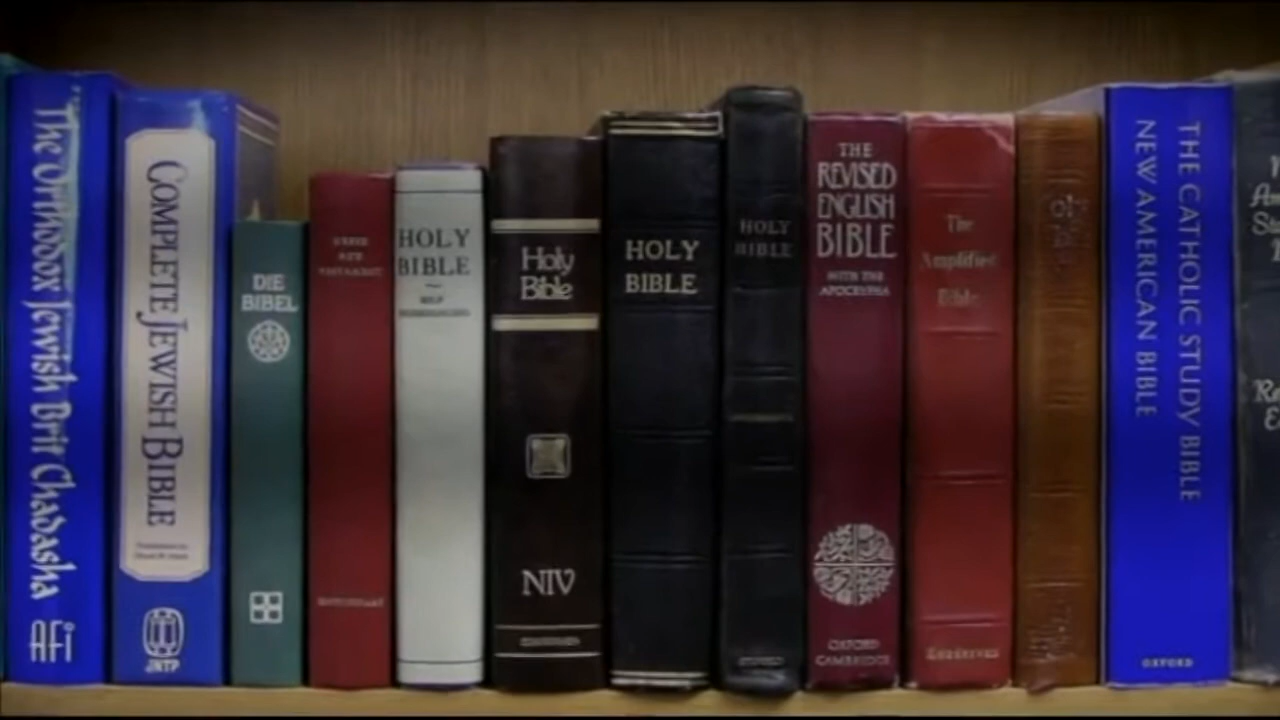 The Orthodox Jewish Brit Chadasha
AFi
COMPLETE JEWISH BIBLE
JNTP
DIE
BIBEL
HOLY
BIBLE
Holy
Bible
NIV
HOLY
BIBLE
HOLY
BIBLE
THE
REVISED
ENGLISH
BIBLE
WITH THE
APOCRYPHA
OXFORD
CAMBRIDGE
The
Amplified
Bible
Zondervan
THE CATHOLIC STUDY BIBLE
NEW AMERICAN BIBLE
OXFORD